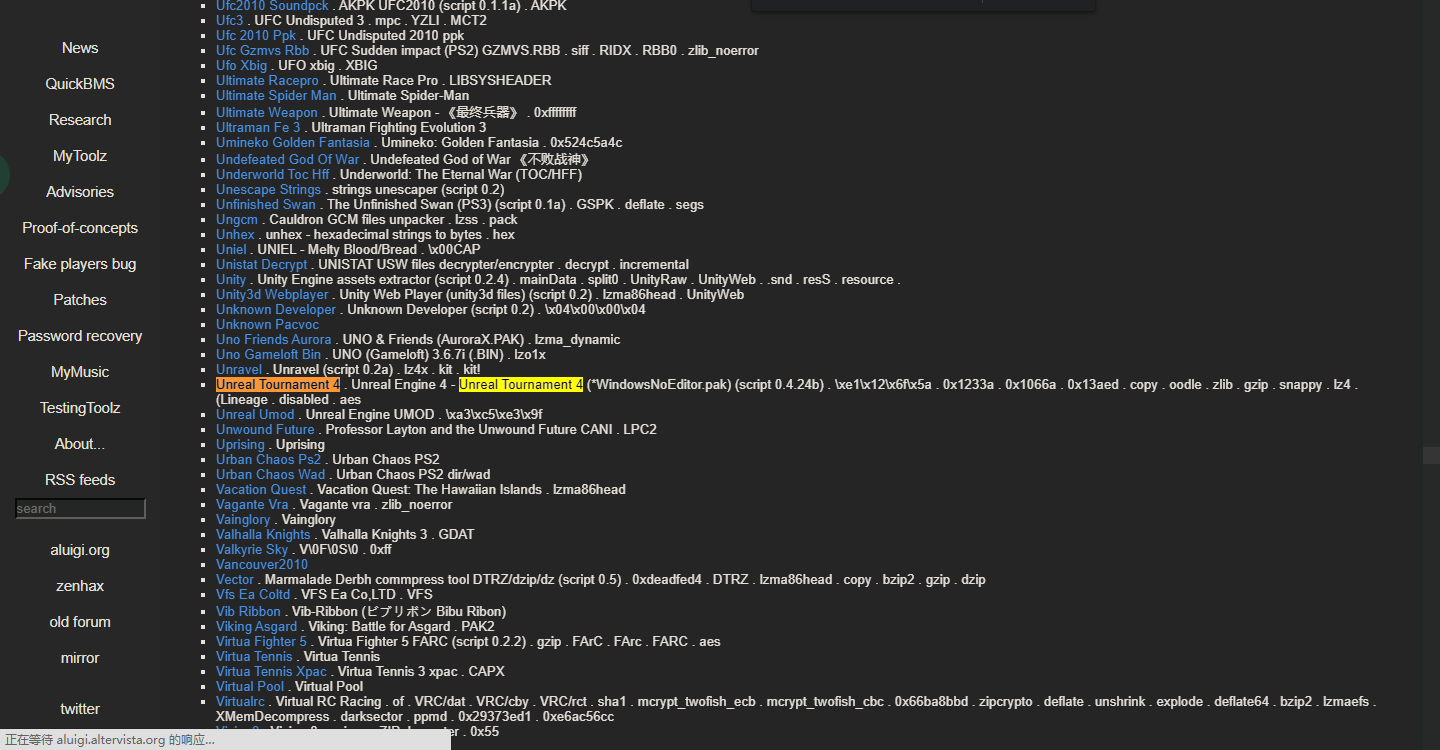 News
QuickBMS
Research
MyToolz
Advisories
Proof-of-concepts
Fake players bug
Patches
Password recovery
MyMusic
TestingToolz
About...
RSS feeds
search
aluigi.org
zenhax
old forum
mirror
twitter
Ufc2010 Soundpck . AKPK UFC2010 (script 0.1.1a) . AKPK
Ufc3 . UFC Undisputed 3 . mpc . YZLI . MCT2
Ufc 2010 Ppk . UFC Undisputed 2010 ppk
Ufc Gzmvs Rbb . UFC Sudden impact (PS2) GZMVS.RBB . siff . RIDX . RBB0 . zlib_noerror
Ufo Xbig . UFO xbig . XBIG
Ultimate Racepro . Ultimate Race Pro . LIBSYSHEADER
Ultimate Spider Man . Ultimate Spider-Man
Ultimate Weapon . Ultimate Weapon - 《最终兵器》 . 0xffffffff
Ultraman Fe 3 . Ultraman Fighting Evolution 3
Umineko Golden Fantasia . Umineko: Golden Fantasia . 0x524c5a4c
Undefeated God Of War . Undefeated God of War 《不败战神》
Underworld Toc Hff . Underworld: The Eternal War (TOC/HFF)
Unescape Strings . strings unescaper (script 0.2)
Unfinished Swan . The Unfinished Swan (PS3) (script 0.1a) . GSPK . deflate . segs
Ungcm . Cauldron GCM files unpacker . lzss . pack
Unhex . unhex - hexadecimal strings to bytes . hex
Uniel . UNIEL - Melty Blood/Bread . \x00CAP
Unistat Decrypt . UNISTAT USW files decrypter/encrypter . decrypt . incremental
Unity . Unity Engine assets extractor (script 0.2.4) . mainData . split0 . UnityRaw . UnityWeb . .snd . resS . resource .
Unity3d Webplayer . Unity Web Player (unity3d files) (script 0.2) . lzma86head . UnityWeb
Unknown Developer . Unknown Developer (script 0.2) . \x04\x00\x00\x04
Unknown Pacvoc
Uno Friends Aurora . UNO & Friends (AuroraX.PAK) . lzma_dynamic
Uno Gameloft Bin . UNO (Gameloft) 3.6.7i (.BIN) . lzo1x
Unravel . Unravel (script 0.2a) . lz4x . kit . kit!
Unreal Tournament 4 . Unreal Engine 4 - Unreal Tournament 4 (*WindowsNoEditor.pak) (script 0.4.24b) . \xe1\x12\x6f\x5a . 0x1233a . 0x1066a . 0x13aed . copy . oodle . zlib . gzip . snappy . lz4 .
(Lineage . disabled . aes
Unreal Umod . Unreal Engine UMOD . \xa3\xc5\xe3\x9f
Unwound Future . Professor Layton and the Unwound Future CANI . LPC2
Uprising . Uprising
Urban Chaos Ps2 . Urban Chaos PS2
Urban Chaos Wad . Urban Chaos PS2 dir/wad
Vacation Quest . Vacation Quest: The Hawaiian Islands . lzma86head
Vagante Vra . Vagante vra . zlib_noerror
Vainglory . Vainglory
Valhalla Knights . Valhalla Knights 3 . GDAT
Valkyrie Sky . V\0F\0S\0 . 0xff
Vancouver2010
Vector . Marmalade Derbh commpress tool DTRZ/dzip/dz (script 0.5) . 0xdeadfed4 . DTRZ . lzma86head . copy . bzip2 . gzip . dzip
Vfs Ea Coltd . VFS Ea Co,LTD . VFS
Vib Ribbon . Vib-Ribbon (ビブリボン Bibu Ribon)
Viking Asgard . Viking: Battle for Asgard . PAK2
Virtua Fighter 5 . Virtua Fighter 5 FARC (script 0.2.2) . gzip . FArC . FArc . FARC . aes
Virtua Tennis . Virtua Tennis
Virtua Tennis Xpac . Virtua Tennis 3 xpac . CAPX
Virtual Pool . Virtual Pool
Virtualrc . Virtual RC Racing . of . VRC/dat . VRC/cby . VRC/rct . sha1 . mcrypt_twofish_ecb . mcrypt_twofish_cbc . 0x66ba8bbd . zipcrypto . deflate . unshrink . explode . deflate64 . bzip2 . lzmaefs .
XMemDecompress . darksector . ppmd . 0x29373ed1 . 0xe6ac56cc
. 0x55
正在等待 aluigi.altervista.org 的响应...